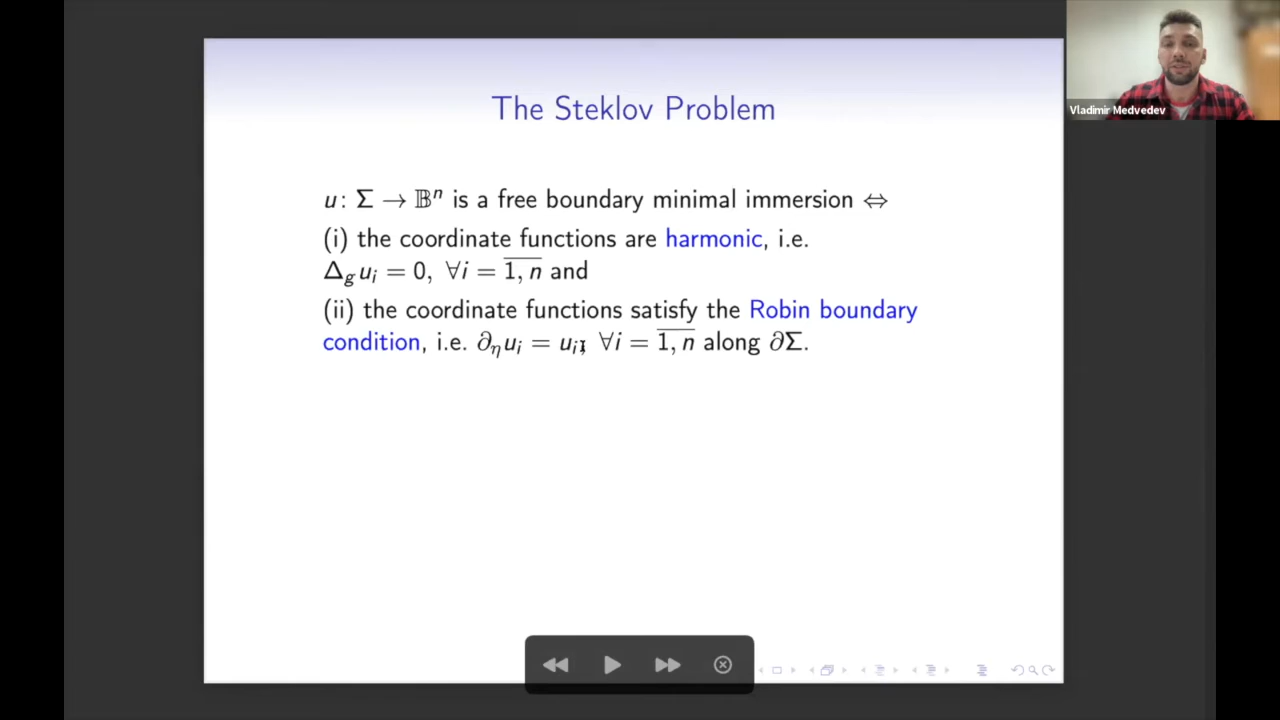 The Steklov Problem
Vladimir Medvedev
u: Σ → 𝔹ⁿ is a free boundary minimal immersion ⇔
(i) the coordinate functions are harmonic, i.e.
Δ_g u_i = 0, ∀i = \overline{1, n} and
(ii) the coordinate functions satisfy the Robin boundary
condition, i.e. ∂_η u_i = u_i, ∀i = \overline{1, n} along ∂Σ.